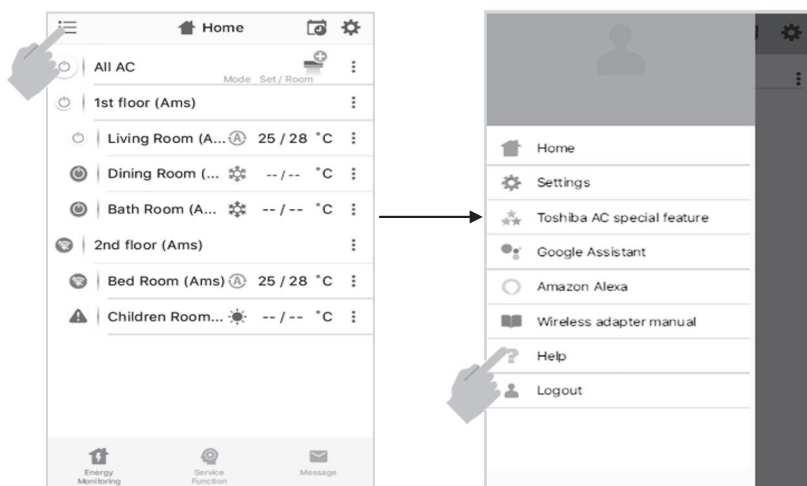 Home
All AC
Mode Set / Room
1st floor (Ams)
Living Room (A... A 25 / 28 °C
Dining Room (... -- / -- °C
Bath Room (A... -- / -- °C
2nd floor (Ams)
Bed Room (Ams) A 25 / 28 °C
Children Room... -- / -- °C
Energy
Monitoring
Service
Function
Message
Home
Settings
Toshiba AC special feature
Google Assistant
Amazon Alexa
Wireless adapter manual
? Help
Logout